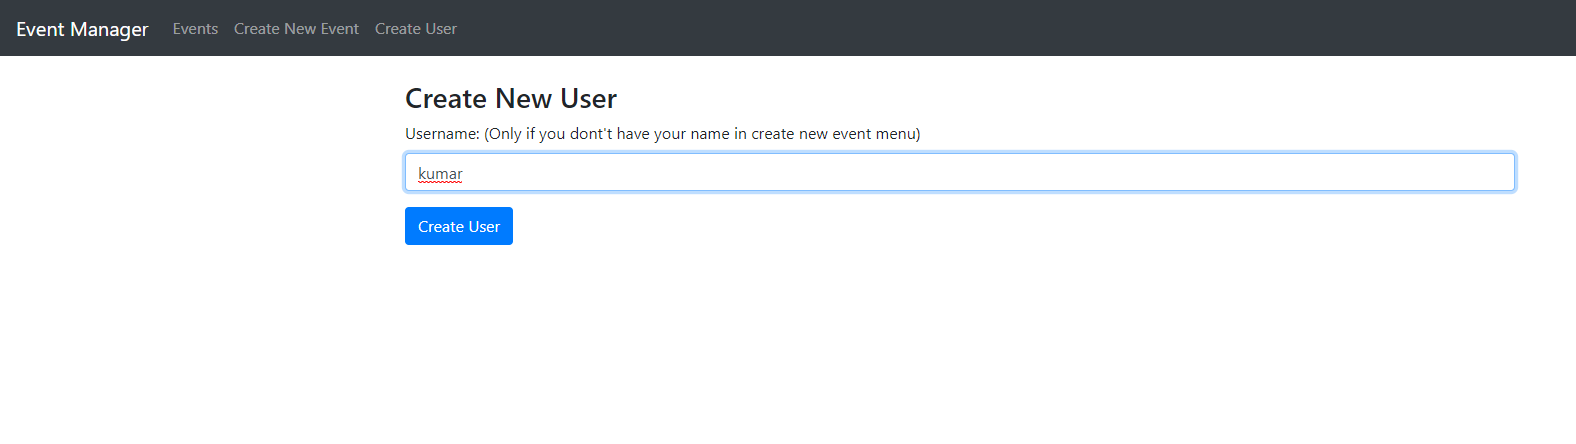 Event Manager Events Create New Event Create User
Create New User
Username: (Only if you dont't have your name in create new event menu)
kumar
Create User